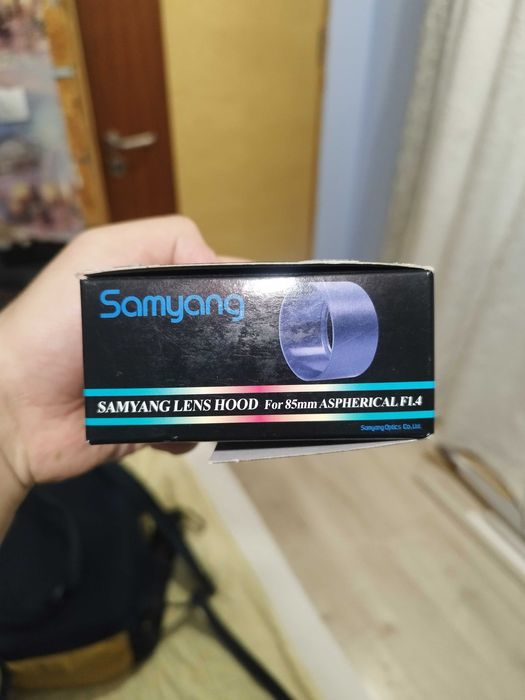 Samyang
SAMYANG LENS HOOD For 85mm ASPHERICAL F1.4
Samyang Optics Co., Ltd.